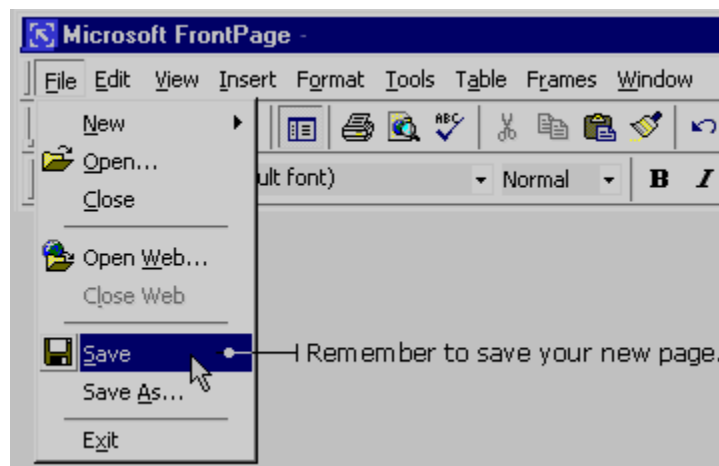 Microsoft FrontPage -
File Edit View Insert Format Tools Table Frames Window
New
ABC
Open...
ult font) Normal B I
Close
Open Web...
Close Web
Save Remember to save your new page.
Save As...
Exit